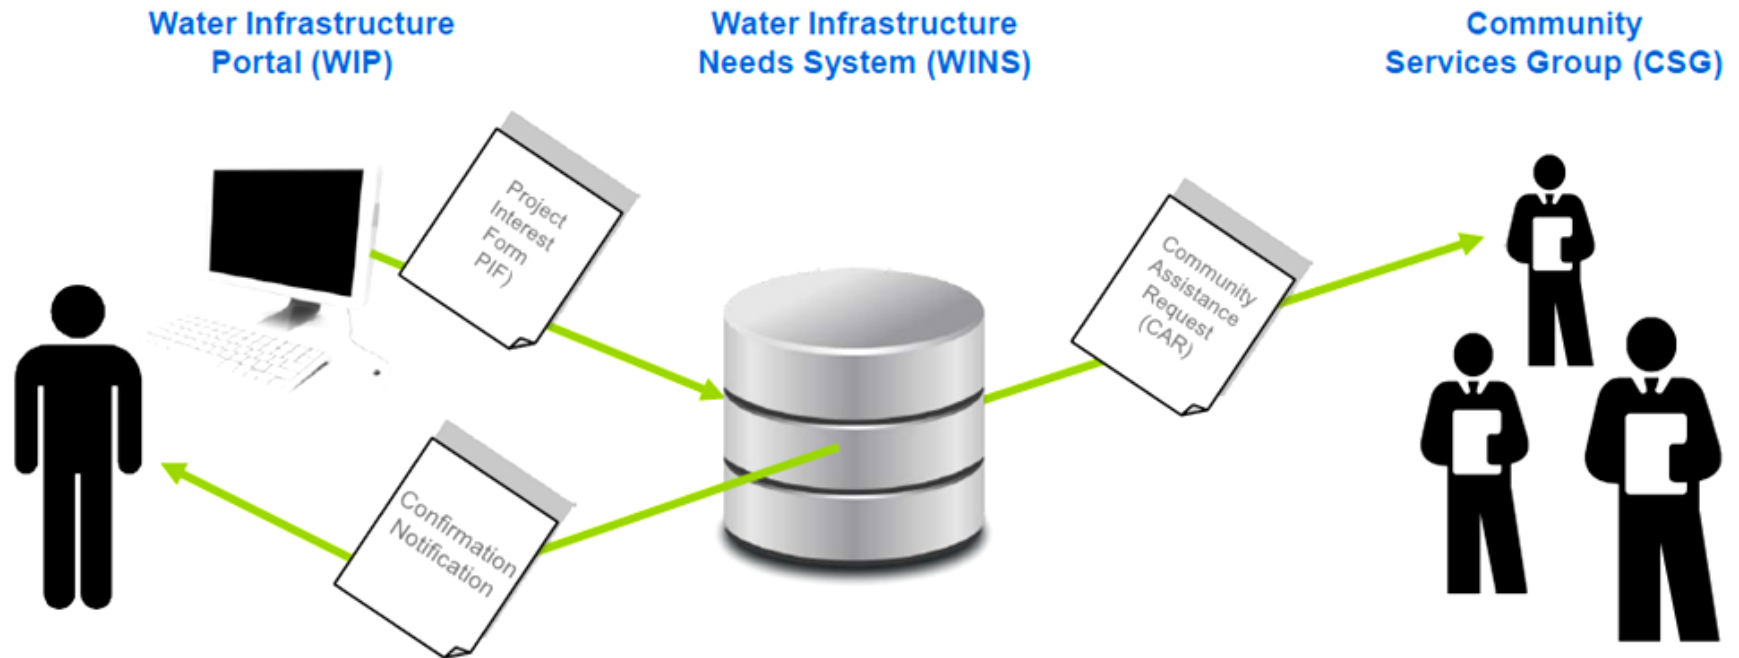 Water Infrastructure
Portal (WIP)
Water Infrastructure
Needs System (WINS)
Community
Services Group (CSG)
Project
Interest
Form
PIF)
Community
Assistance
Request
(CAR)
Confirmation
Notification